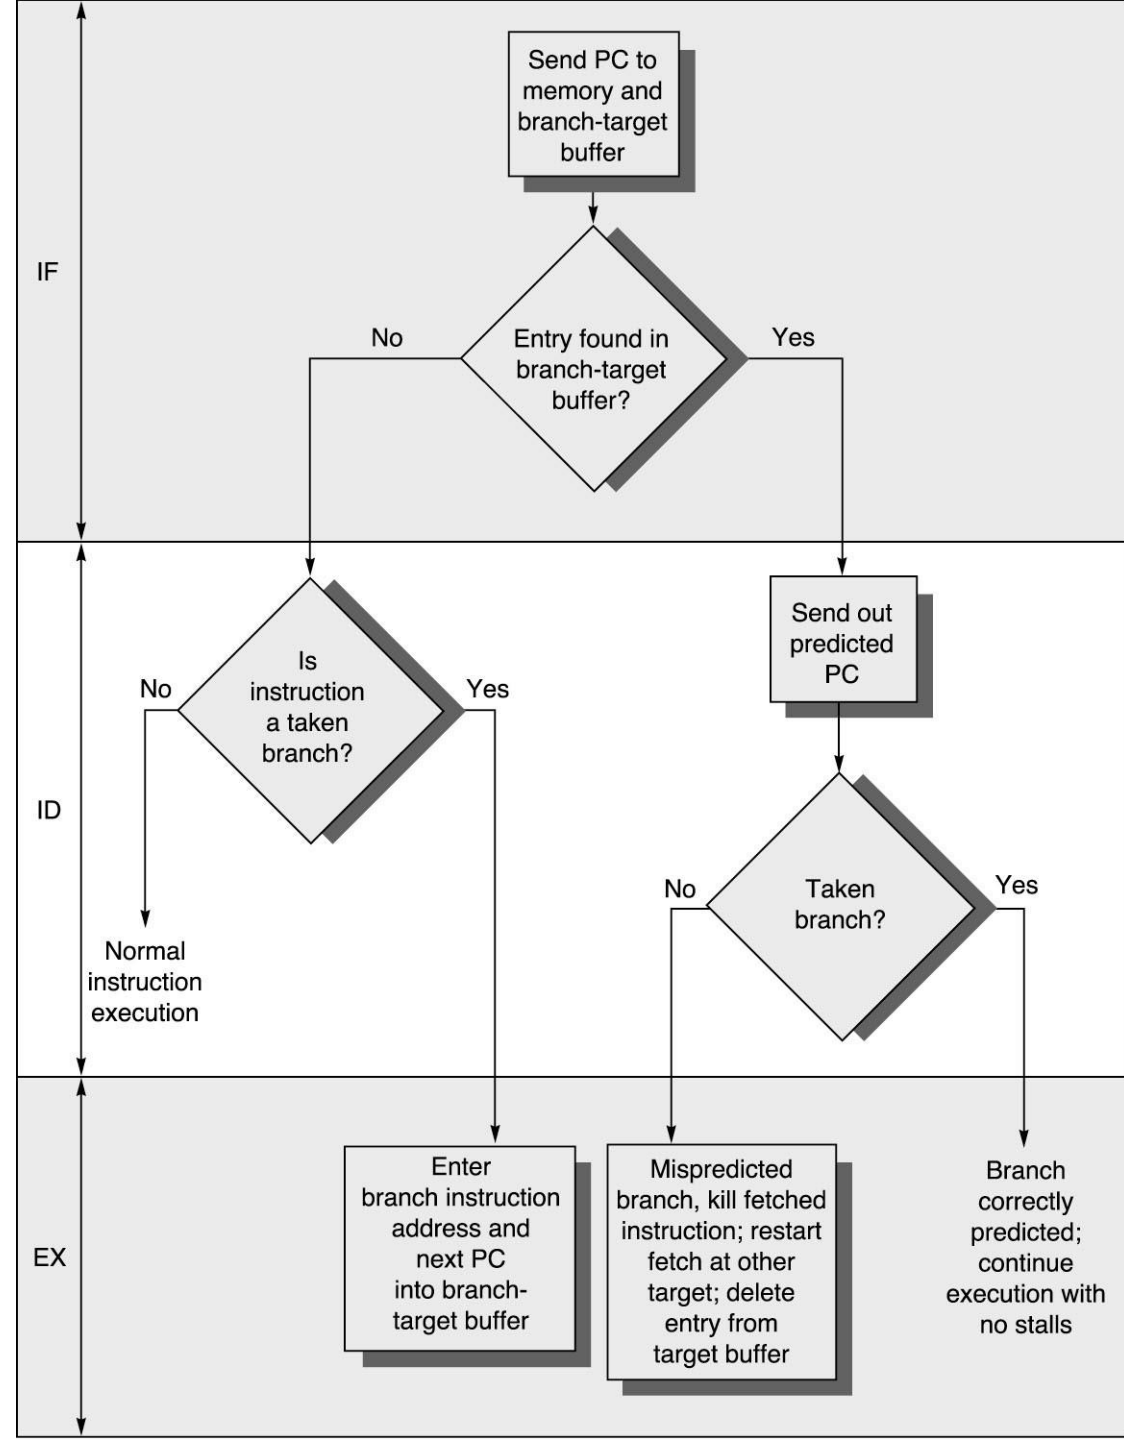 Send PC to
memory and
branch-target
buffer
IF
No
Entry found in
branch-target
buffer?
Yes
ID
No
Is
instruction
a taken
branch?
Yes
Send out
predicted
PC
No
Taken
branch?
Yes
Normal
instruction
execution
EX
Enter
branch instruction
address and
next PC
into branch-
target buffer
Mispredicted
branch, kill fetched
instruction; restart
fetch at other
target; delete
entry from
target buffer
Branch
correctly
predicted;
continue
execution with
no stalls